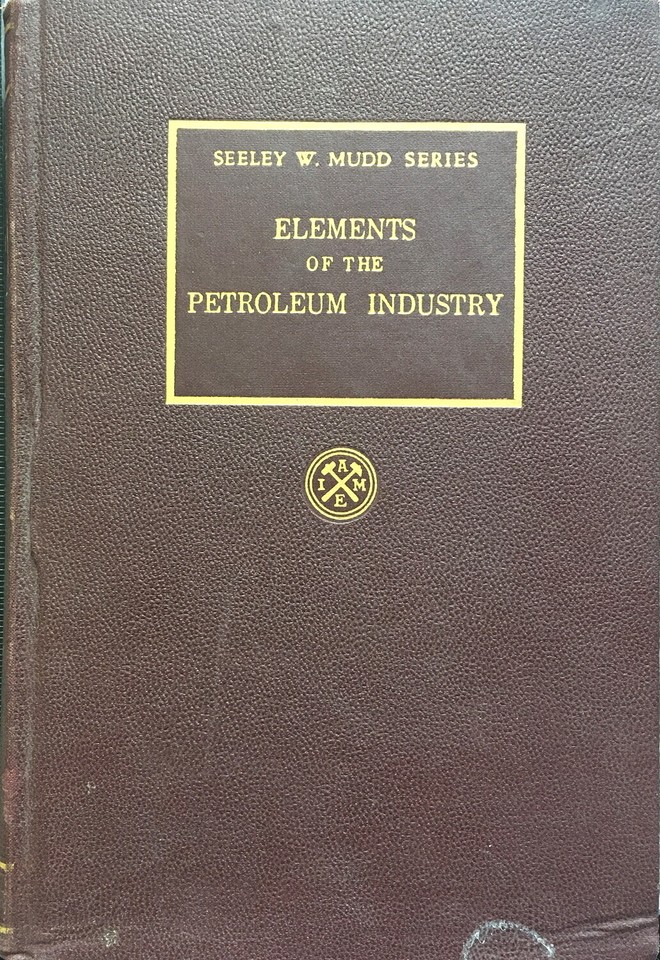 SEELEY W. MUDD SERIES
ELEMENTS
OF THE
PETROLEUM INDUSTRY
A
I M
E